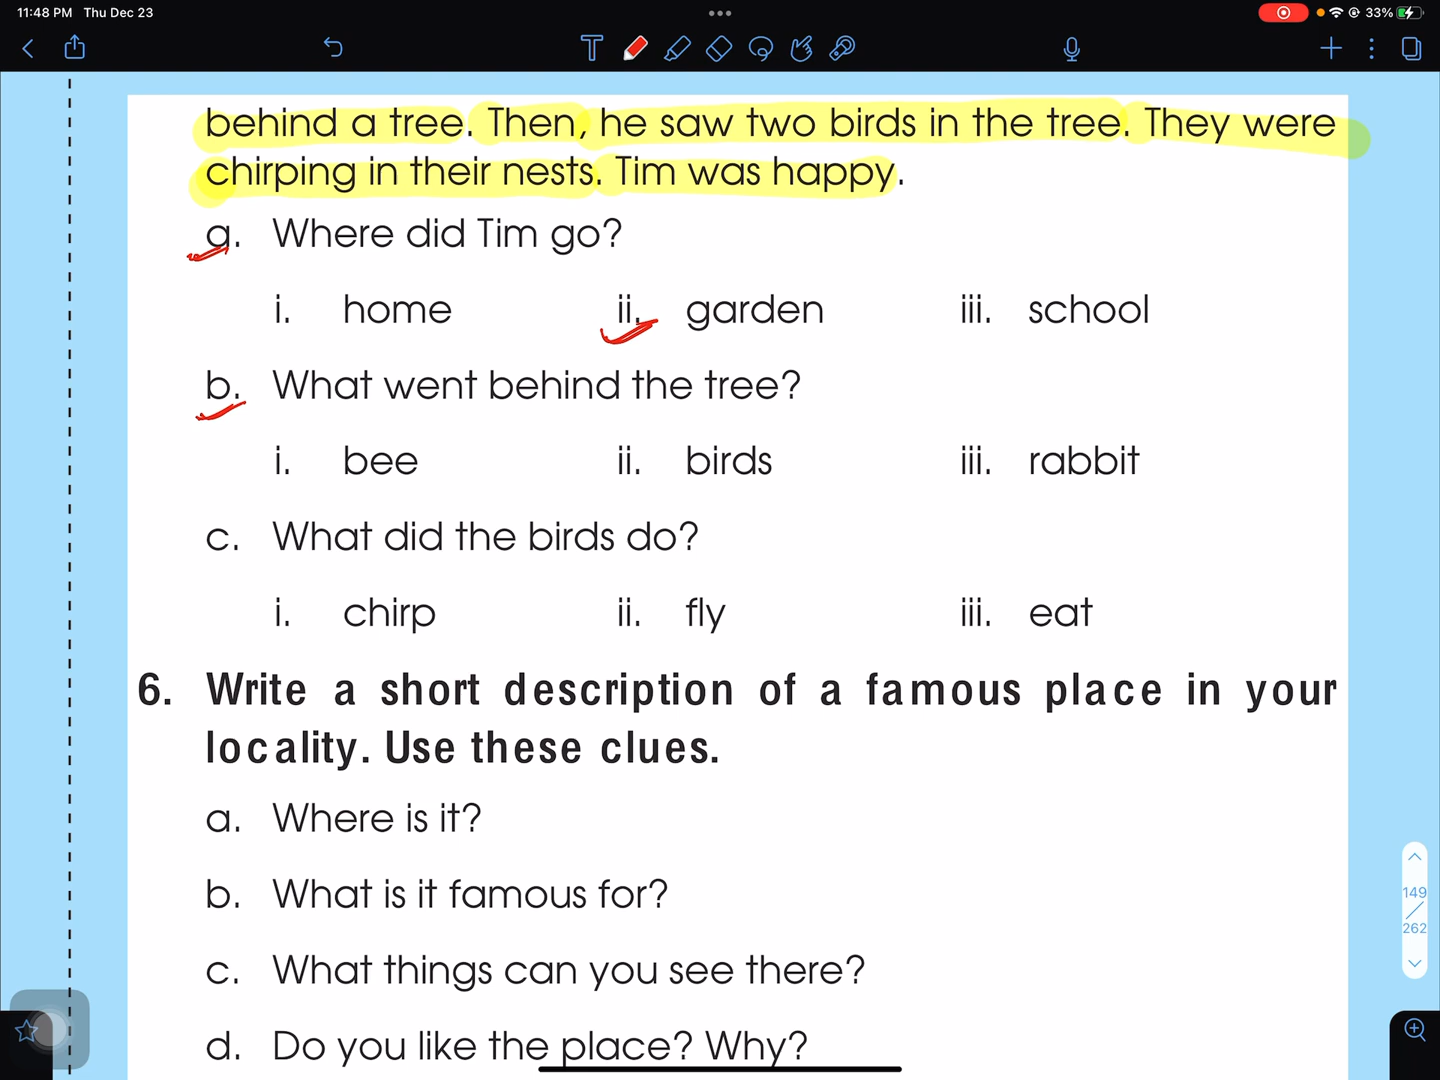 11:48 PM Thu Dec 23
33%
behind a tree. Then, he saw two birds in the tree. They were
chirping in their nests. Tim was happy.
a. Where did Tim go?
i. home ii. garden iii. school
b. What went behind the tree?
i. bee ii. birds iii. rabbit
c. What did the birds do?
i. chirp ii. fly iii. eat
6. Write a short description of a famous place in your
locality. Use these clues.
a. Where is it?
b. What is it famous for?
c. What things can you see there?
d. Do you like the place? Why?
149
/
262